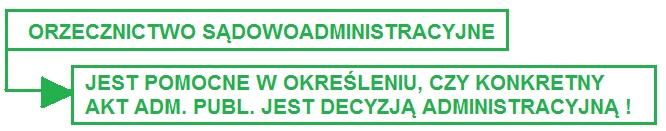 ORZECZNICTWO SĄDOWOADMINISTRACYJNE
JEST POMOCNE W OKREŚLENIU, CZY KONKRETNY
AKT ADM. PUBL. JEST DECYZJĄ ADMINISTRACYJNĄ !